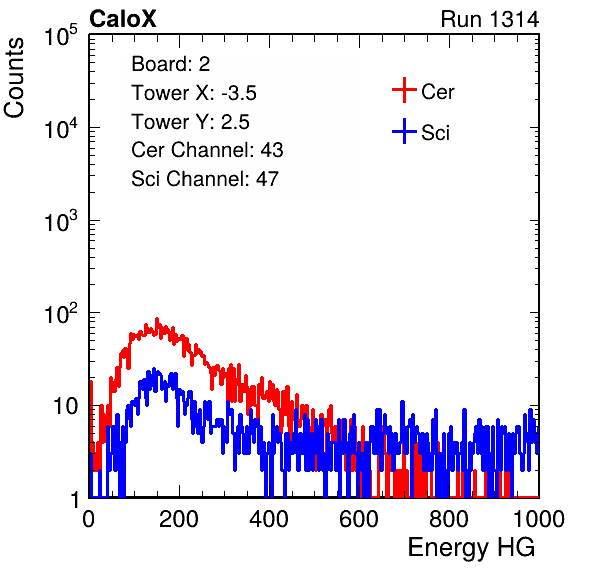 CaloX Run 1314
Counts
Board: 2
Tower X: -3.5
Tower Y: 2.5
Cer Channel: 43
Sci Channel: 47
Cer
Sci
10^5
10^4
10^3
10^2
10
1
0 200 400 600 800 1000
Energy HG